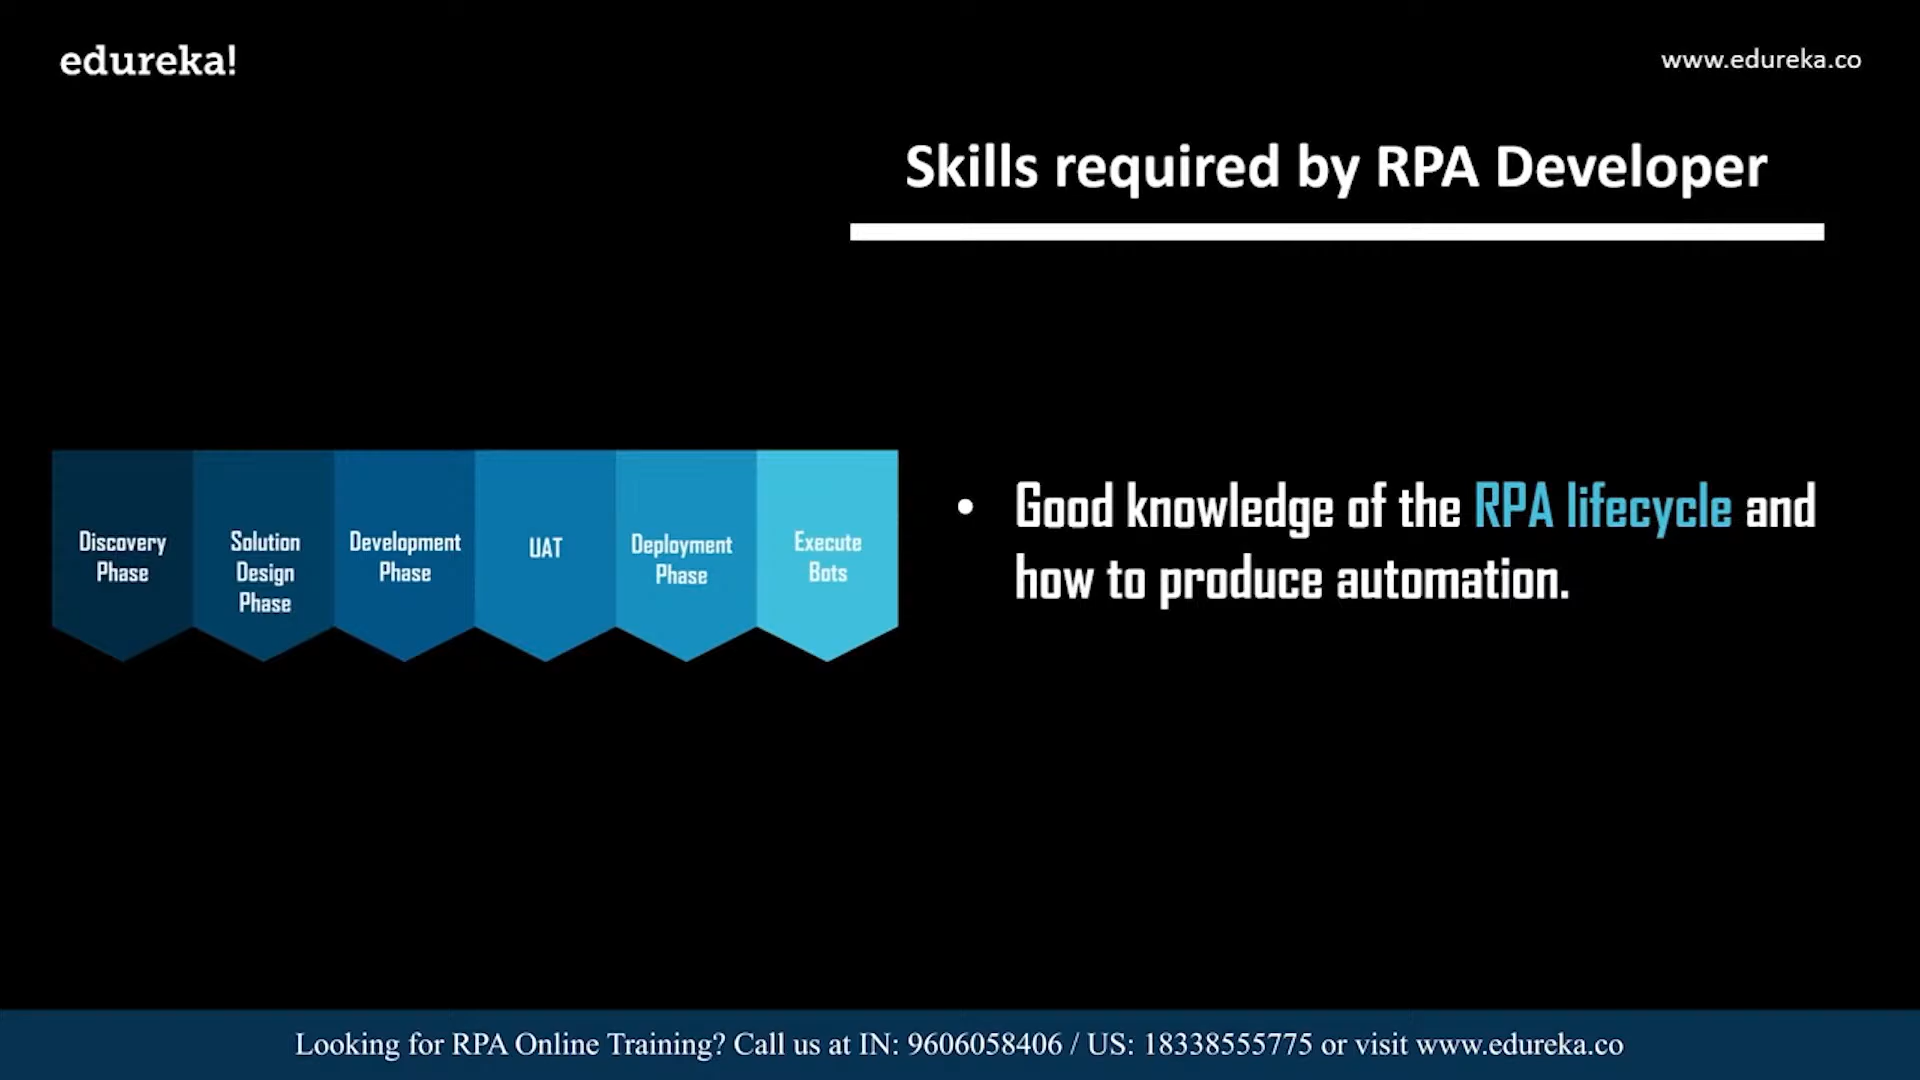 edureka!
www.edureka.co
Skills required by RPA Developer
Discovery
Phase
Solution
Design
Phase
Development
Phase
UAT
Deployment
Phase
Execute
Bots
• Good knowledge of the RPA lifecycle and
how to produce automation.
Looking for RPA Online Training? Call us at IN: 9606058406 / US: 18338555775 or visit www.edureka.co